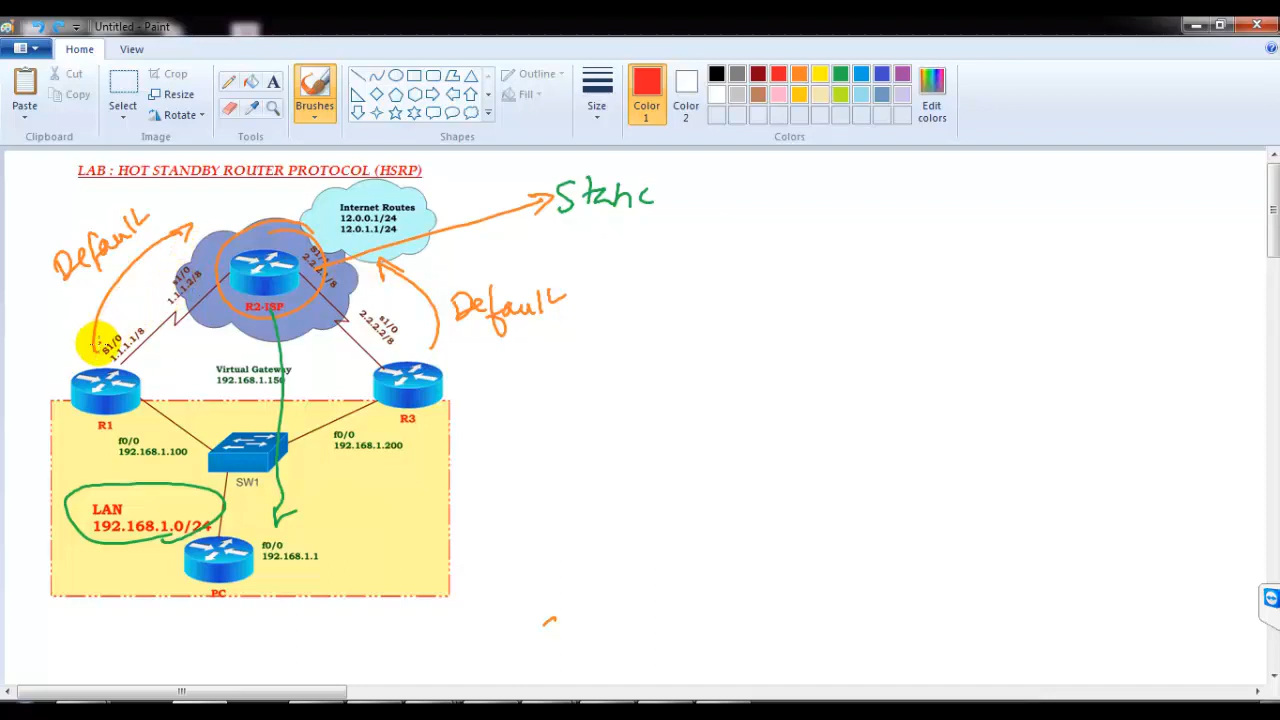 Untitled - Paint
Home
View
Paste
Cut
Copy
Clipboard
Select
Crop
Resize
Rotate
Image
A
Tools
Brushes
Shapes
Outline
Fill
Size
Color 1
Color 2
Edit colors
Colors
LAB : HOT STANDBY ROUTER PROTOCOL (HSRP)
Internet Routes
12.0.0.1/24
12.0.1.1/24
Static
Default
Default
s1/0
1.1.1.2/8
R2-ISP
s1/0
1.1.1.1/8
s1/0
2.2.2.2/8
Virtual Gateway
192.168.1.150
R1
R3
f0/0
192.168.1.100
f0/0
192.168.1.200
SW1
LAN
192.168.1.0/24
f0/0
192.168.1.1
PC